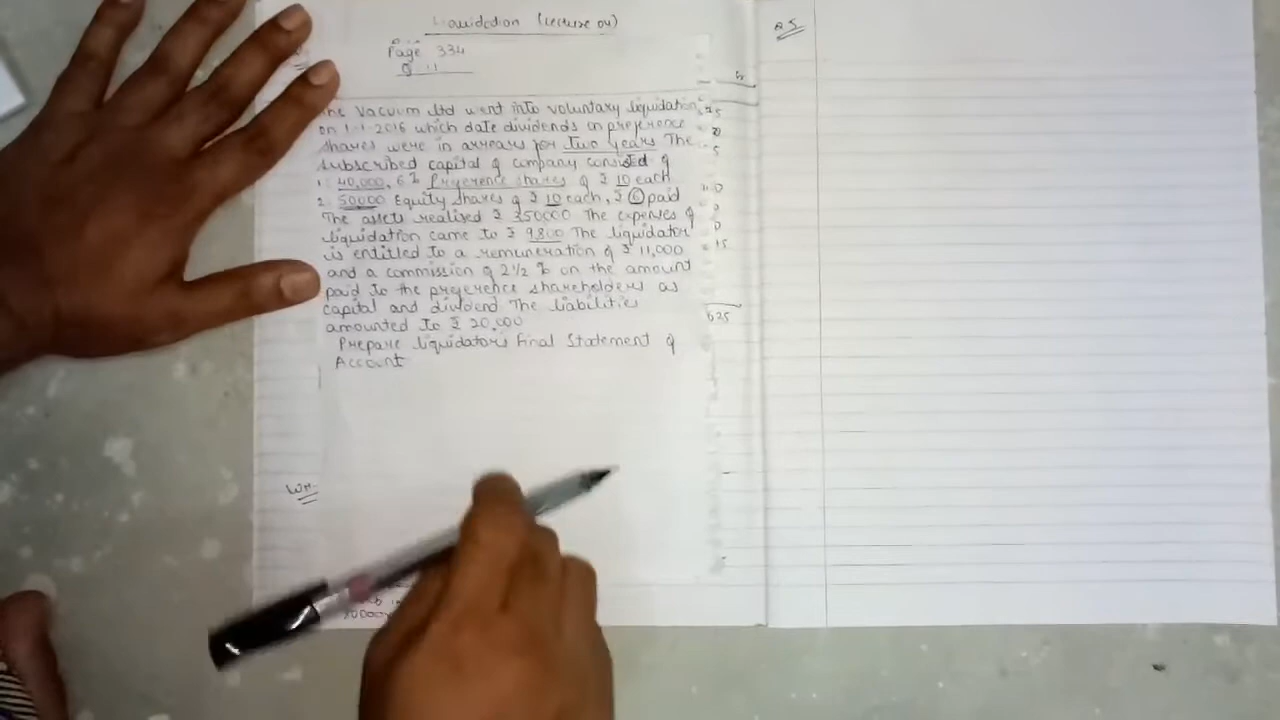 Liquidation (Lecture 04)
Page 334
Q 11
The Vacuum Ltd went into voluntary liquidation
on 1-1-2016 which date dividends on preference
shares were in arrears for two years The
subscribed capital of company consisted of
1. 40,000, 6% Preference shares of ₹ 10 each
2. 50000 Equity shares of ₹ 10 each, ₹ 6 paid
The assets realised ₹ 350000 The expenses of
liquidation came to ₹ 9800 The liquidator
is entitled to a remuneration of ₹ 11,000
and a commission of 2 1/2 % on the amount
paid to the preference shareholders as
capital and dividend The liabilities
amounted to ₹ 20,000
Prepare liquidators Final Statement of
Account
WN
Q5